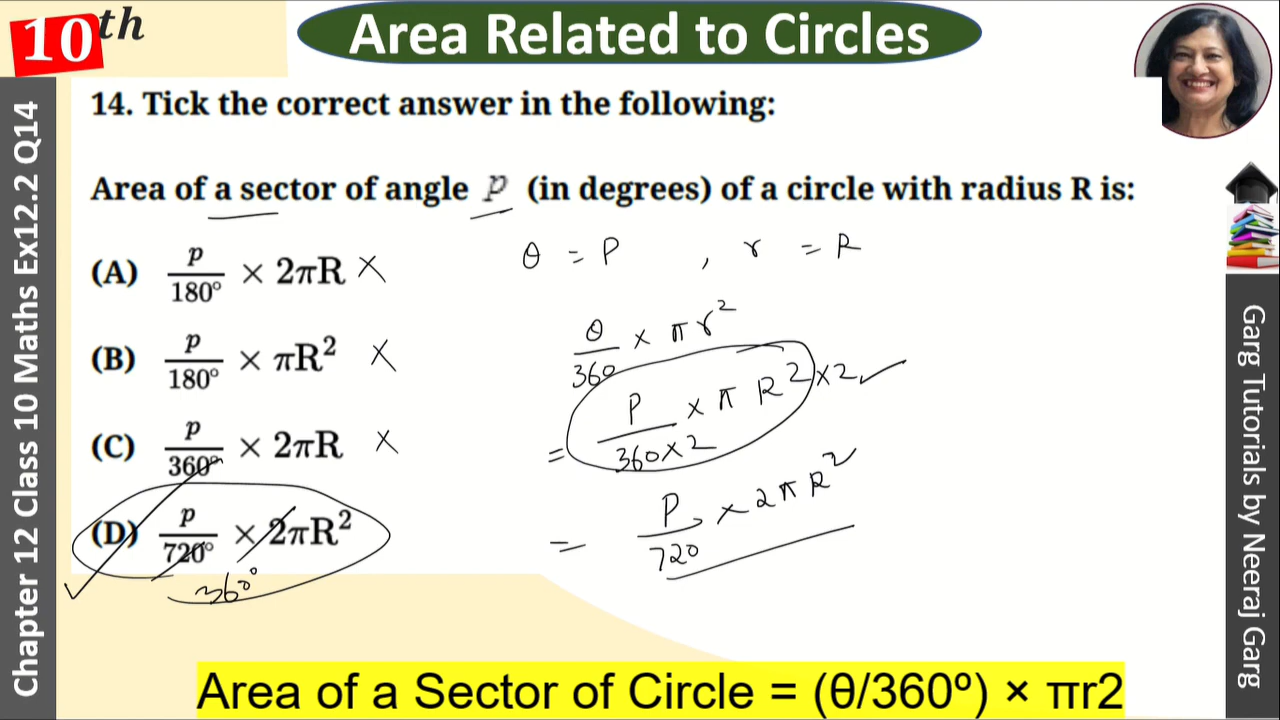 10th
Area Related to Circles
Chapter 12 Class 10 Maths Ex12.2 Q14
14. Tick the correct answer in the following:
Area of a sector of angle p (in degrees) of a circle with radius R is:
(A) p/180° × 2πR ×
(B) p/180° × πR² ×
(C) p/360° × 2πR ×
(D) p/720° × 2πR²
360°
θ = P , r = R
θ/360 × πr²
= P/360×2 × πR² ×2
= P/720 × 2πR²
Garg Tutorials by Neeraj Garg
Area of a Sector of Circle = (θ/360º) × πr2